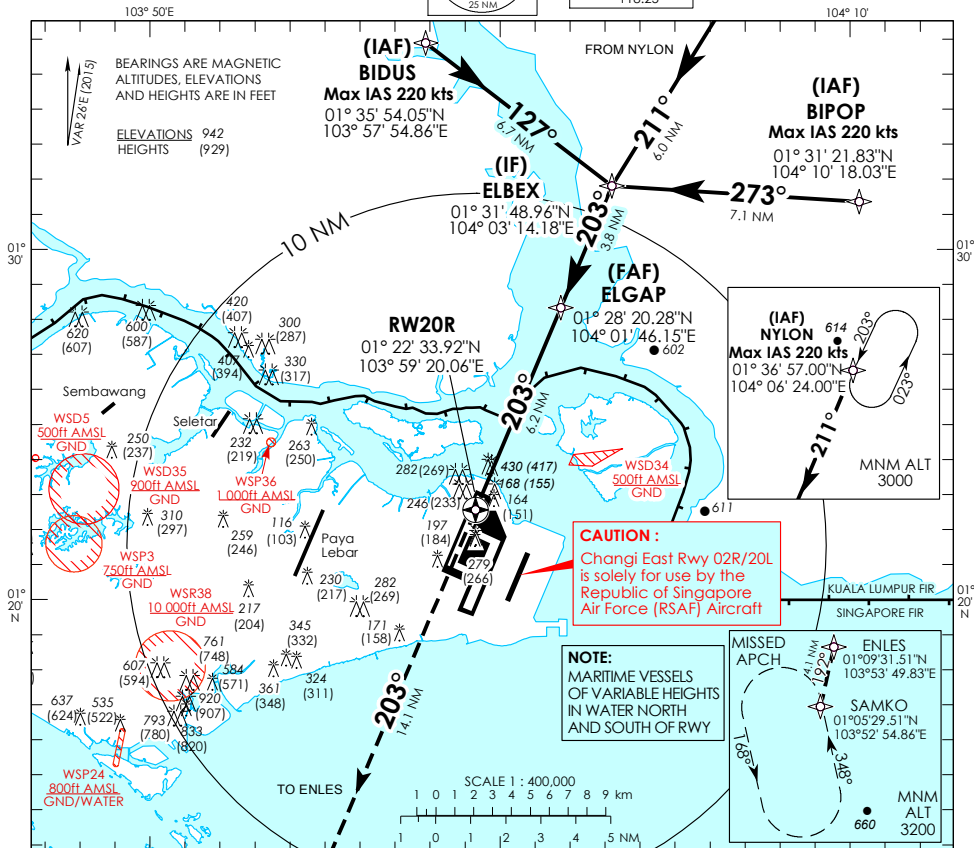 25 NM
118.25
103° 50'E
104° 10'
VAR 26'E (2015)
BEARINGS ARE MAGNETIC
ALTITUDES, ELEVATIONS
AND HEIGHTS ARE IN FEET
ELEVATIONS 942
HEIGHTS (929)
(IAF)
BIDUS
Max IAS 220 kts
01° 35' 54.05"N
103° 57' 54.86"E
127°
6.7 NM
FROM NYLON
211°
6.0 NM
(IAF)
BIPOP
Max IAS 220 kts
01° 31' 21.83"N
104° 10' 18.03"E
273°
7.1 NM
(IF)
ELBEX
01° 31' 48.96"N
104° 03' 14.18"E
203°
3.8 NM
10 NM
01°
30'
01°
30'
N
(FAF)
ELGAP
01° 28' 20.28"N
104° 01' 46.15"E
602
RW20R
01° 22' 33.92"N
103° 59' 20.06"E
203°
6.2 NM
(IAF)
NYLON
Max IAS 220 kts
01° 36' 57.00"N
104° 06' 24.00"E
614
203°
023°
211°
MNM ALT
3000
620
(607)
600
(587)
420
(407)
407
(394)
300
(287)
330
(317)
Sembawang
Seletar
WSD5
500ft AMSL
GND
250
(237)
WSD35
900ft AMSL
GND
232
(219)
263
(250)
WSP36
1 000ft AMSL
GND
282 (269)
430 (417)
168 (155)
246 (233)
164
(151)
WSD34
500ft AMSL
GND
611
310
(297)
259
(246)
116
(103)
Paya
Lebar
197
(184)
279
(266)
WSP3
750ft AMSL
GND
CAUTION :
Changi East Rwy 02R/20L
is solely for use by the
Republic of Singapore
Air Force (RSAF) Aircraft
KUALA LUMPUR FIR
SINGAPORE FIR
01°
20'
N
01°
20'
N
WSR38
10 000ft AMSL
GND
217
(204)
230
(217)
282
(269)
171
(158)
761
(748)
607
(594)
584
(571)
345
(332)
361
(348)
324
(311)
920
(907)
637
(624)
535
(522)
793
(780)
833
(820)
WSP24
800ft AMSL
GND/WATER
203°
14.1 NM
TO ENLES
NOTE:
MARITIME VESSELS
OF VARIABLE HEIGHTS
IN WATER NORTH
AND SOUTH OF RWY
MISSED
APCH
ENLES
01°09'31.51"N
103°53' 49.83"E
4.1 NM
192°
SAMKO
01°05'29.51"N
103°52' 54.86"E
168°
348°
660
MNM
ALT
3200
SCALE 1 : 400,000
1 0 1 2 3 4 5 6 7 8 9 km
1 0 1 2 3 4 5 NM